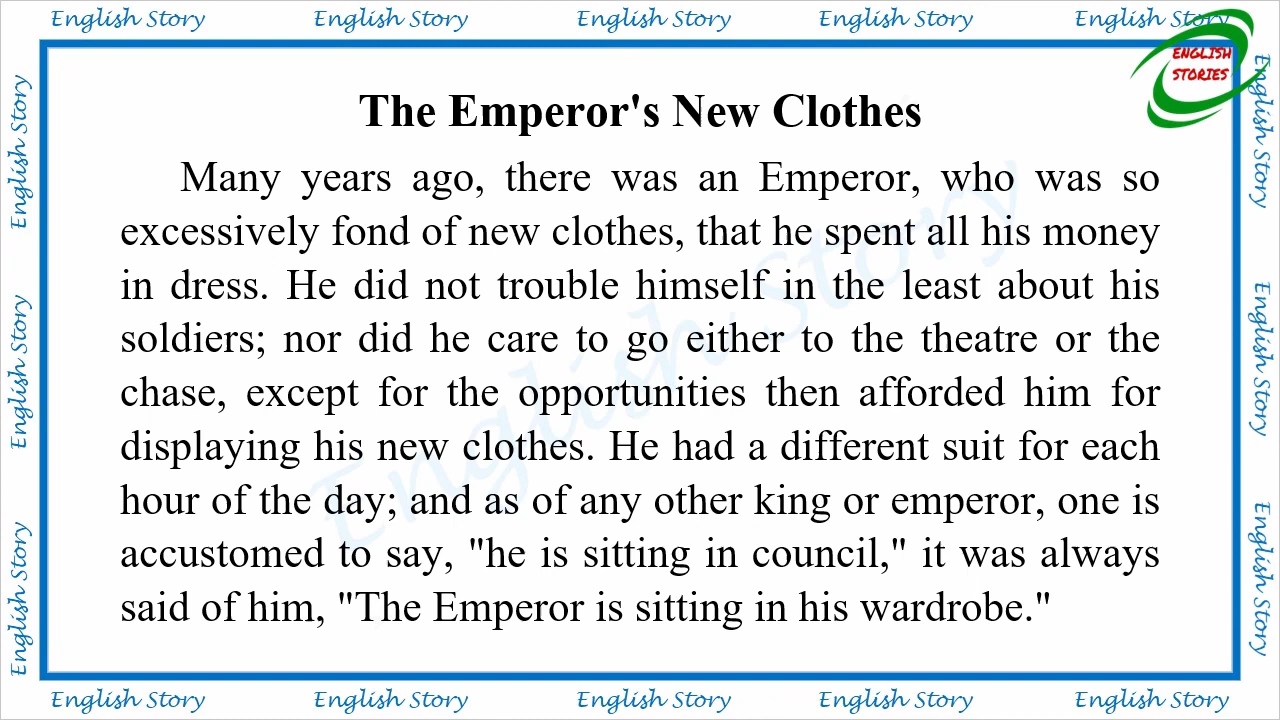 English Story English Story English Story English Story English Story
ENGLISH
STORIES
The Emperor's New Clothes
Many years ago, there was an Emperor, who was so
excessively fond of new clothes, that he spent all his money
in dress. He did not trouble himself in the least about his
soldiers; nor did he care to go either to the theatre or the
chase, except for the opportunities then afforded him for
displaying his new clothes. He had a different suit for each
hour of the day; and as of any other king or emperor, one is
accustomed to say, "he is sitting in council," it was always
said of him, "The Emperor is sitting in his wardrobe."
English Story
English Story English Story English Story
English Story English Story English Story
English Story English Story English Story English Story English Story